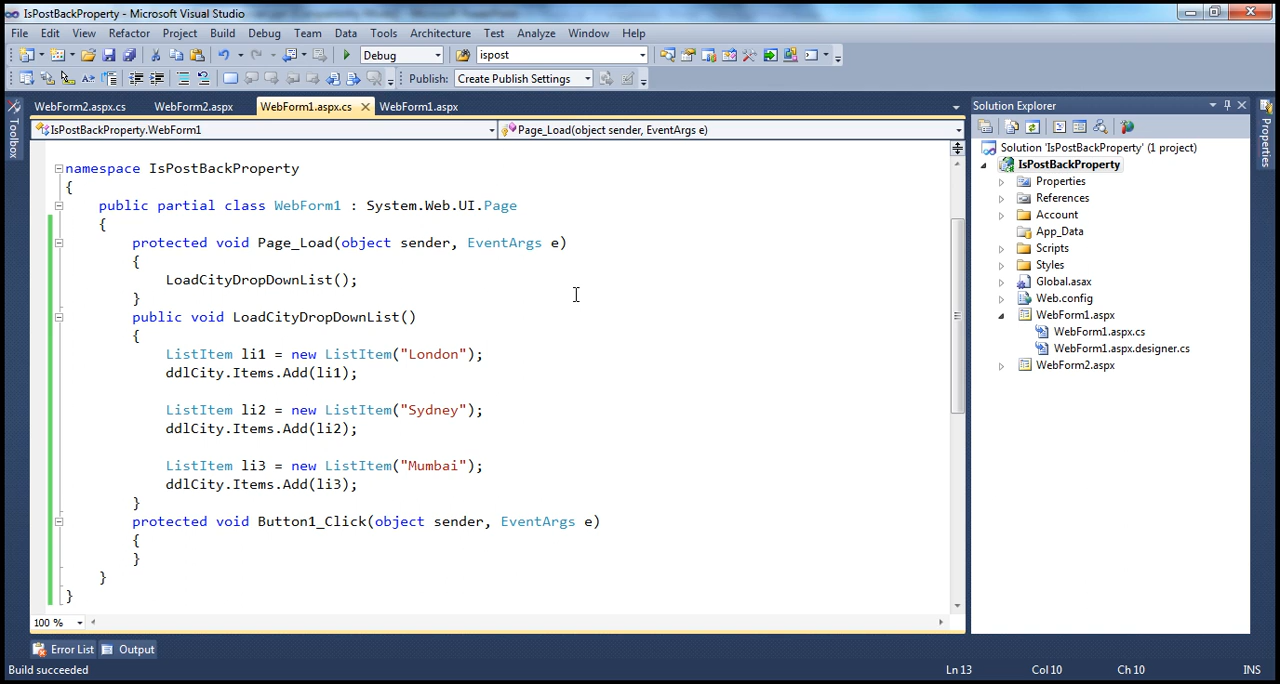 IsPostBackProperty - Microsoft Visual Studio
File Edit View Refactor Project Build Debug Team Data Tools Architecture Test Analyze Window Help
Debug ispost
Publish: Create Publish Settings
WebForm2.aspx.cs WebForm2.aspx WebForm1.aspx.cs WebForm1.aspx
IsPostBackProperty.WebForm1 Page_Load(object sender, EventArgs e)
namespace IsPostBackProperty
{
public partial class WebForm1 : System.Web.UI.Page
{
protected void Page_Load(object sender, EventArgs e)
{
LoadCityDropDownList();
}
public void LoadCityDropDownList()
{
ListItem li1 = new ListItem("London");
ddlCity.Items.Add(li1);
ListItem li2 = new ListItem("Sydney");
ddlCity.Items.Add(li2);
ListItem li3 = new ListItem("Mumbai");
ddlCity.Items.Add(li3);
}
protected void Button1_Click(object sender, EventArgs e)
{
}
}
}
100 %
Toolbox
Solution Explorer
Solution 'IsPostBackProperty' (1 project)
IsPostBackProperty
Properties
References
Account
App_Data
Scripts
Styles
Global.asax
Web.config
WebForm1.aspx
WebForm1.aspx.cs
WebForm1.aspx.designer.cs
WebForm2.aspx
Properties
Error List Output
Build succeeded Ln 13 Col 10 Ch 10 INS